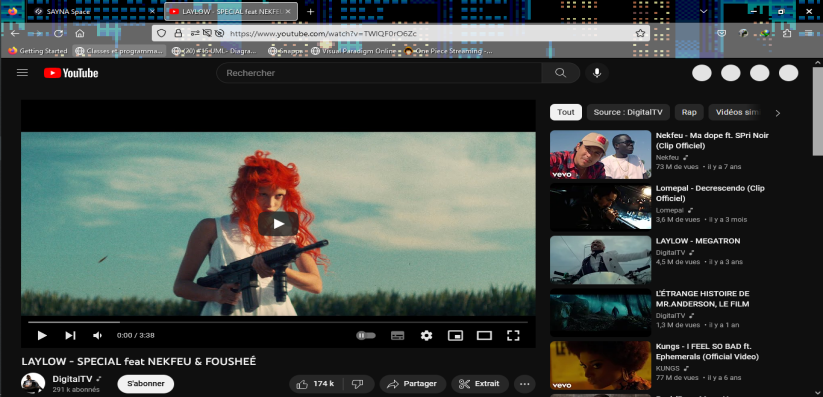 SAYNA Space
LAYLOW - SPECIAL feat NEKFEU
https://www.youtube.com/watch?v=TWlQF0rO6Zc
Getting Started
Classes et programma...
(30) #16 UML - Diagra...
Snappa
Visual Paradigm Online
One Piece Streaming -...
YouTube
Rechercher
Tout
Source : DigitalTV
Rap
Vidéos sim
Nekfeu - Ma dope ft. SPri Noir
(Clip Officiel)
Nekfeu
73 M de vues • il y a 7 ans
vevo
Lomepal - Decrescendo (Clip
Officiel)
Lomepal
3,6 M de vues • il y a 3 mois
LAYLOW - MEGATRON
DigitalTV
4,5 M de vues • il y a 3 ans
L'ÉTRANGE HISTOIRE DE
MR.ANDERSON, LE FILM
DigitalTV
1,3 M de vues • il y a 1 an
Kungs - I FEEL SO BAD ft.
Ephemerals (Official Video)
KUNGS
77 M de vues • il y a 6 ans
vevo
0:00 / 3:38
LAYLOW - SPECIAL feat NEKFEU & FOUSHEÉ
DigitalTV
291 k abonnés
S'abonner
174 k
Partager
Extrait